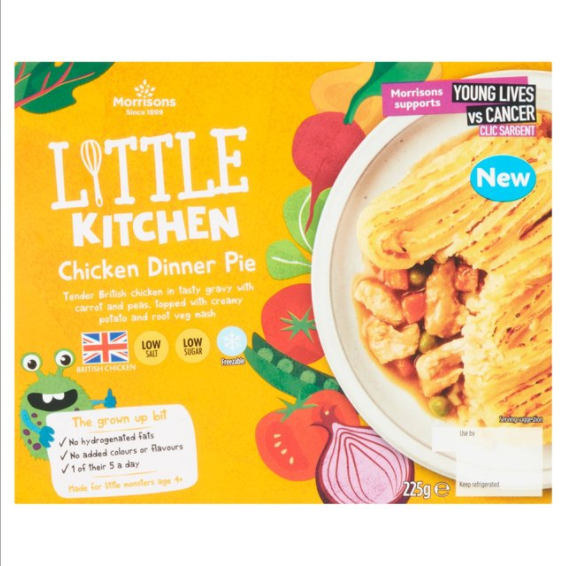 Morrisons
Since 1899
LITTLE
KITCHEN
Chicken Dinner Pie
Tender British chicken in tasty gravy with
carrot and peas, topped with creamy
potato and root veg mash
BRITISH CHICKEN
LOW
SALT
LOW
SUGAR
Freezable
The grown up bit
✓ No hydrogenated fats
✓ No added colours or flavours
✓ 1 of their 5 a day
Made for little monsters age 4+
Morrisons
supports
YOUNG LIVES
vs CANCER
CLIC SARGENT
New
Serving suggestion
Use by
Keep refrigerated
225g ℮